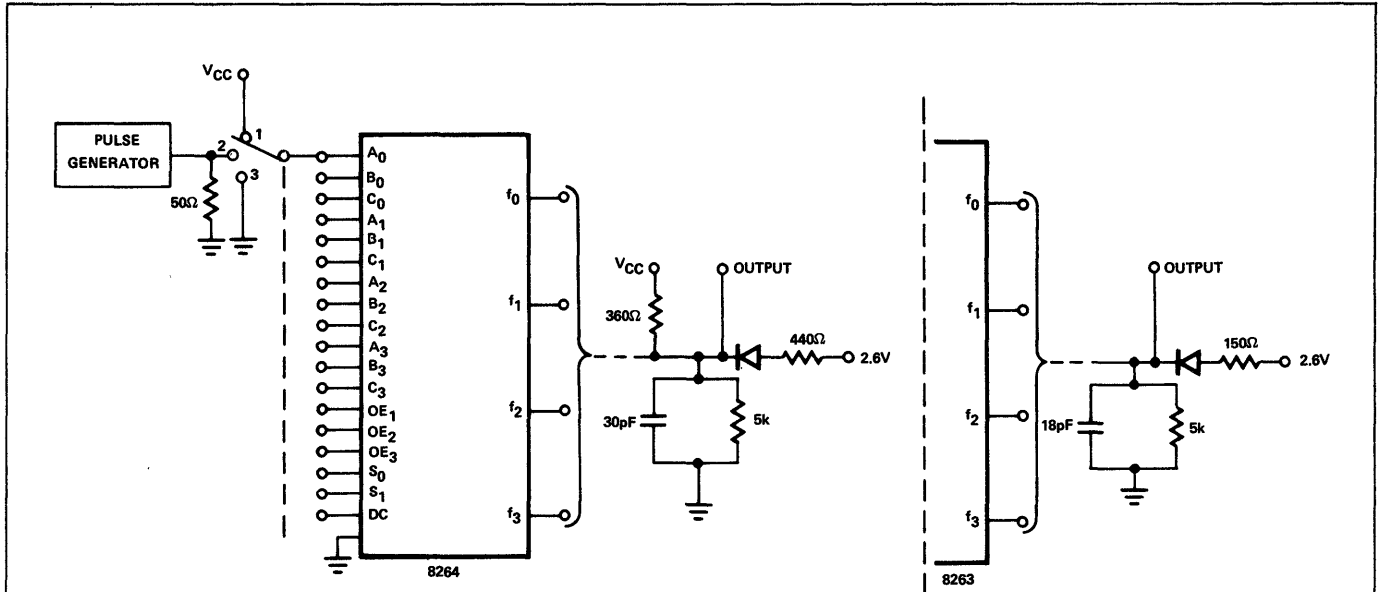 VCC
1
PULSE
GENERATOR
2
3
50Ω
A0
B0
C0
A1
B1
C1
A2
B2
C2
A3
B3
C3
OE1
OE2
OE3
S0
S1
DC
f0
f1
f2
f3
8264
VCC
OUTPUT
360Ω
440Ω
2.6V
30pF
5k
f0
f1
f2
f3
8263
OUTPUT
150Ω
2.6V
18pF
5k